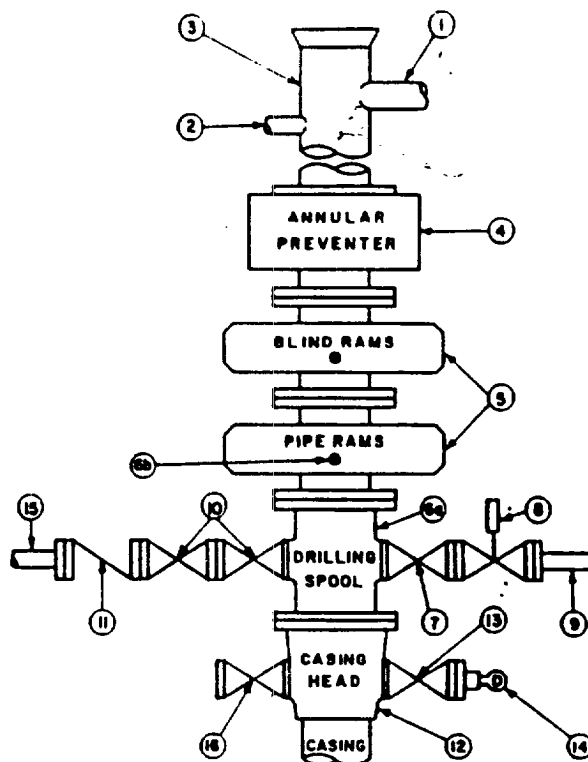 1
3
2
ANNULAR
PREVENTER
4
BLIND RAMS
5
PIPE RAMS
6b
6a
8
15
10
DRILLING
SPOOL
11
7
9
13
CASING
HEAD
D
16
12
14
CASING